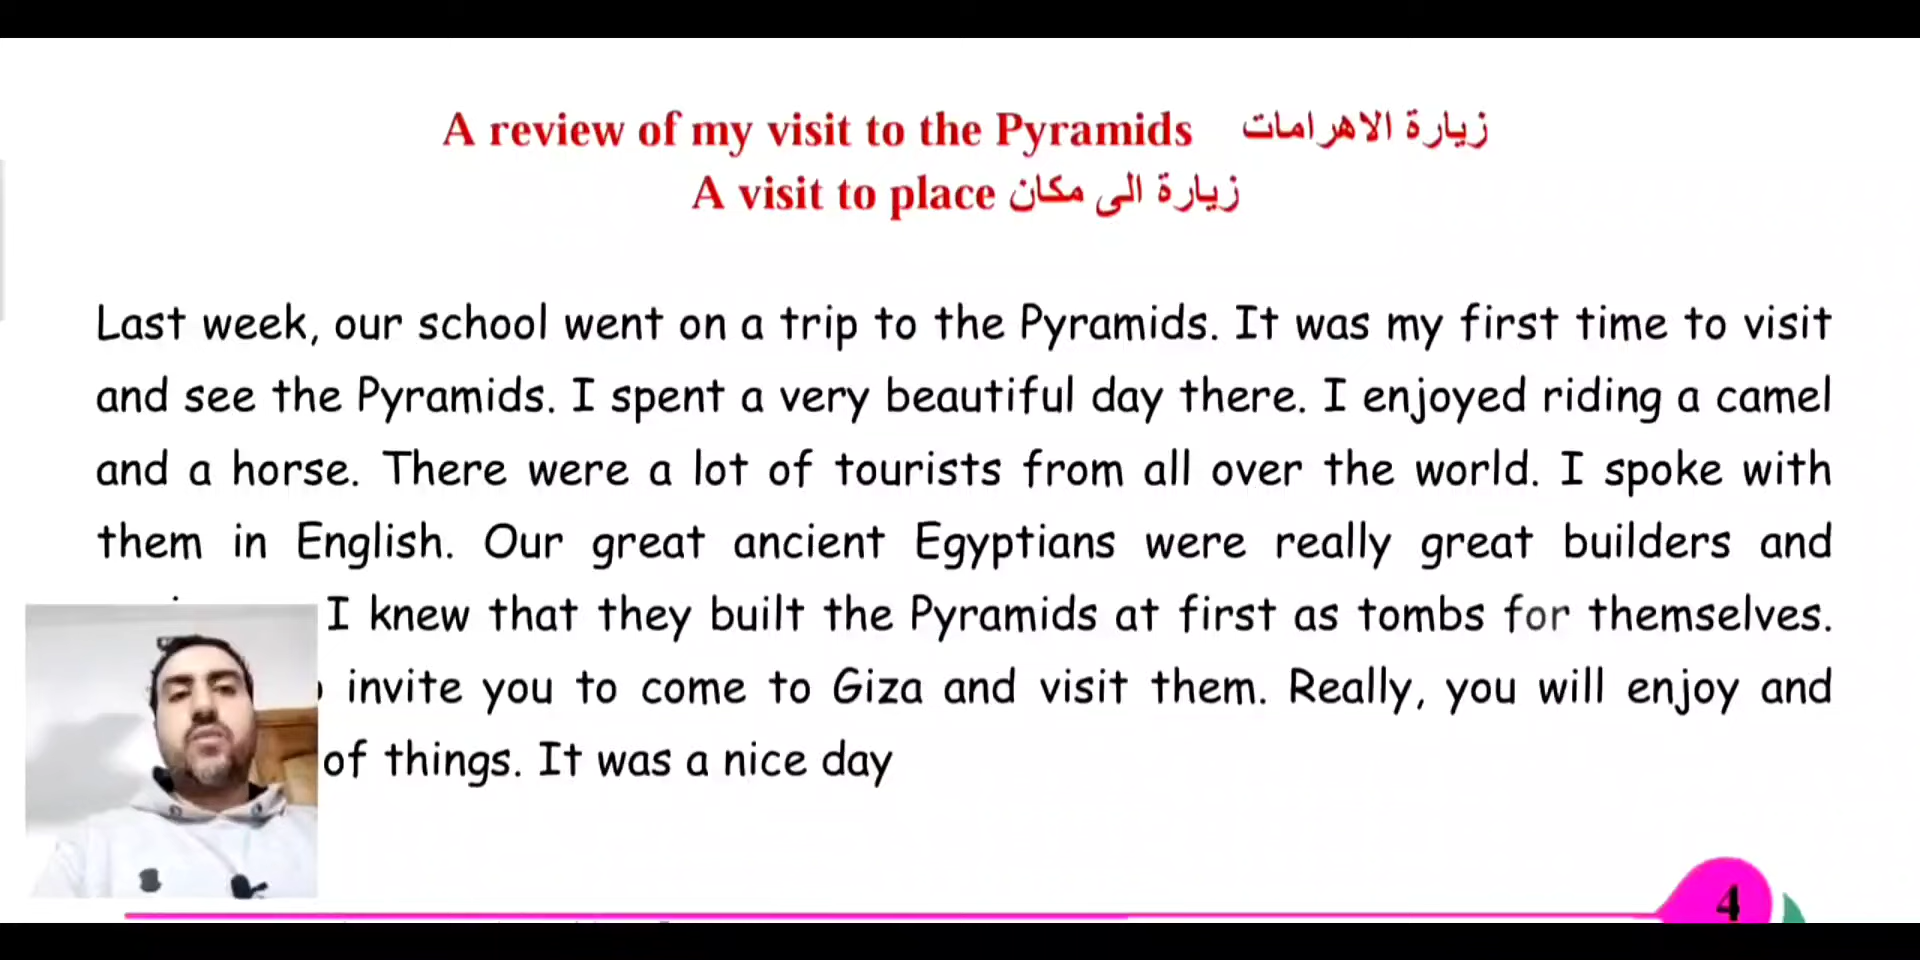 A review of my visit to the Pyramids زيارة الاهرامات
A visit to place زيارة الى مكان
Last week, our school went on a trip to the Pyramids. It was my first time to visit
and see the Pyramids. I spent a very beautiful day there. I enjoyed riding a camel
and a horse. There were a lot of tourists from all over the world. I spoke with
them in English. Our great ancient Egyptians were really great builders and
I knew that they built the Pyramids at first as tombs for themselves.
invite you to come to Giza and visit them. Really, you will enjoy and
of things. It was a nice day
4